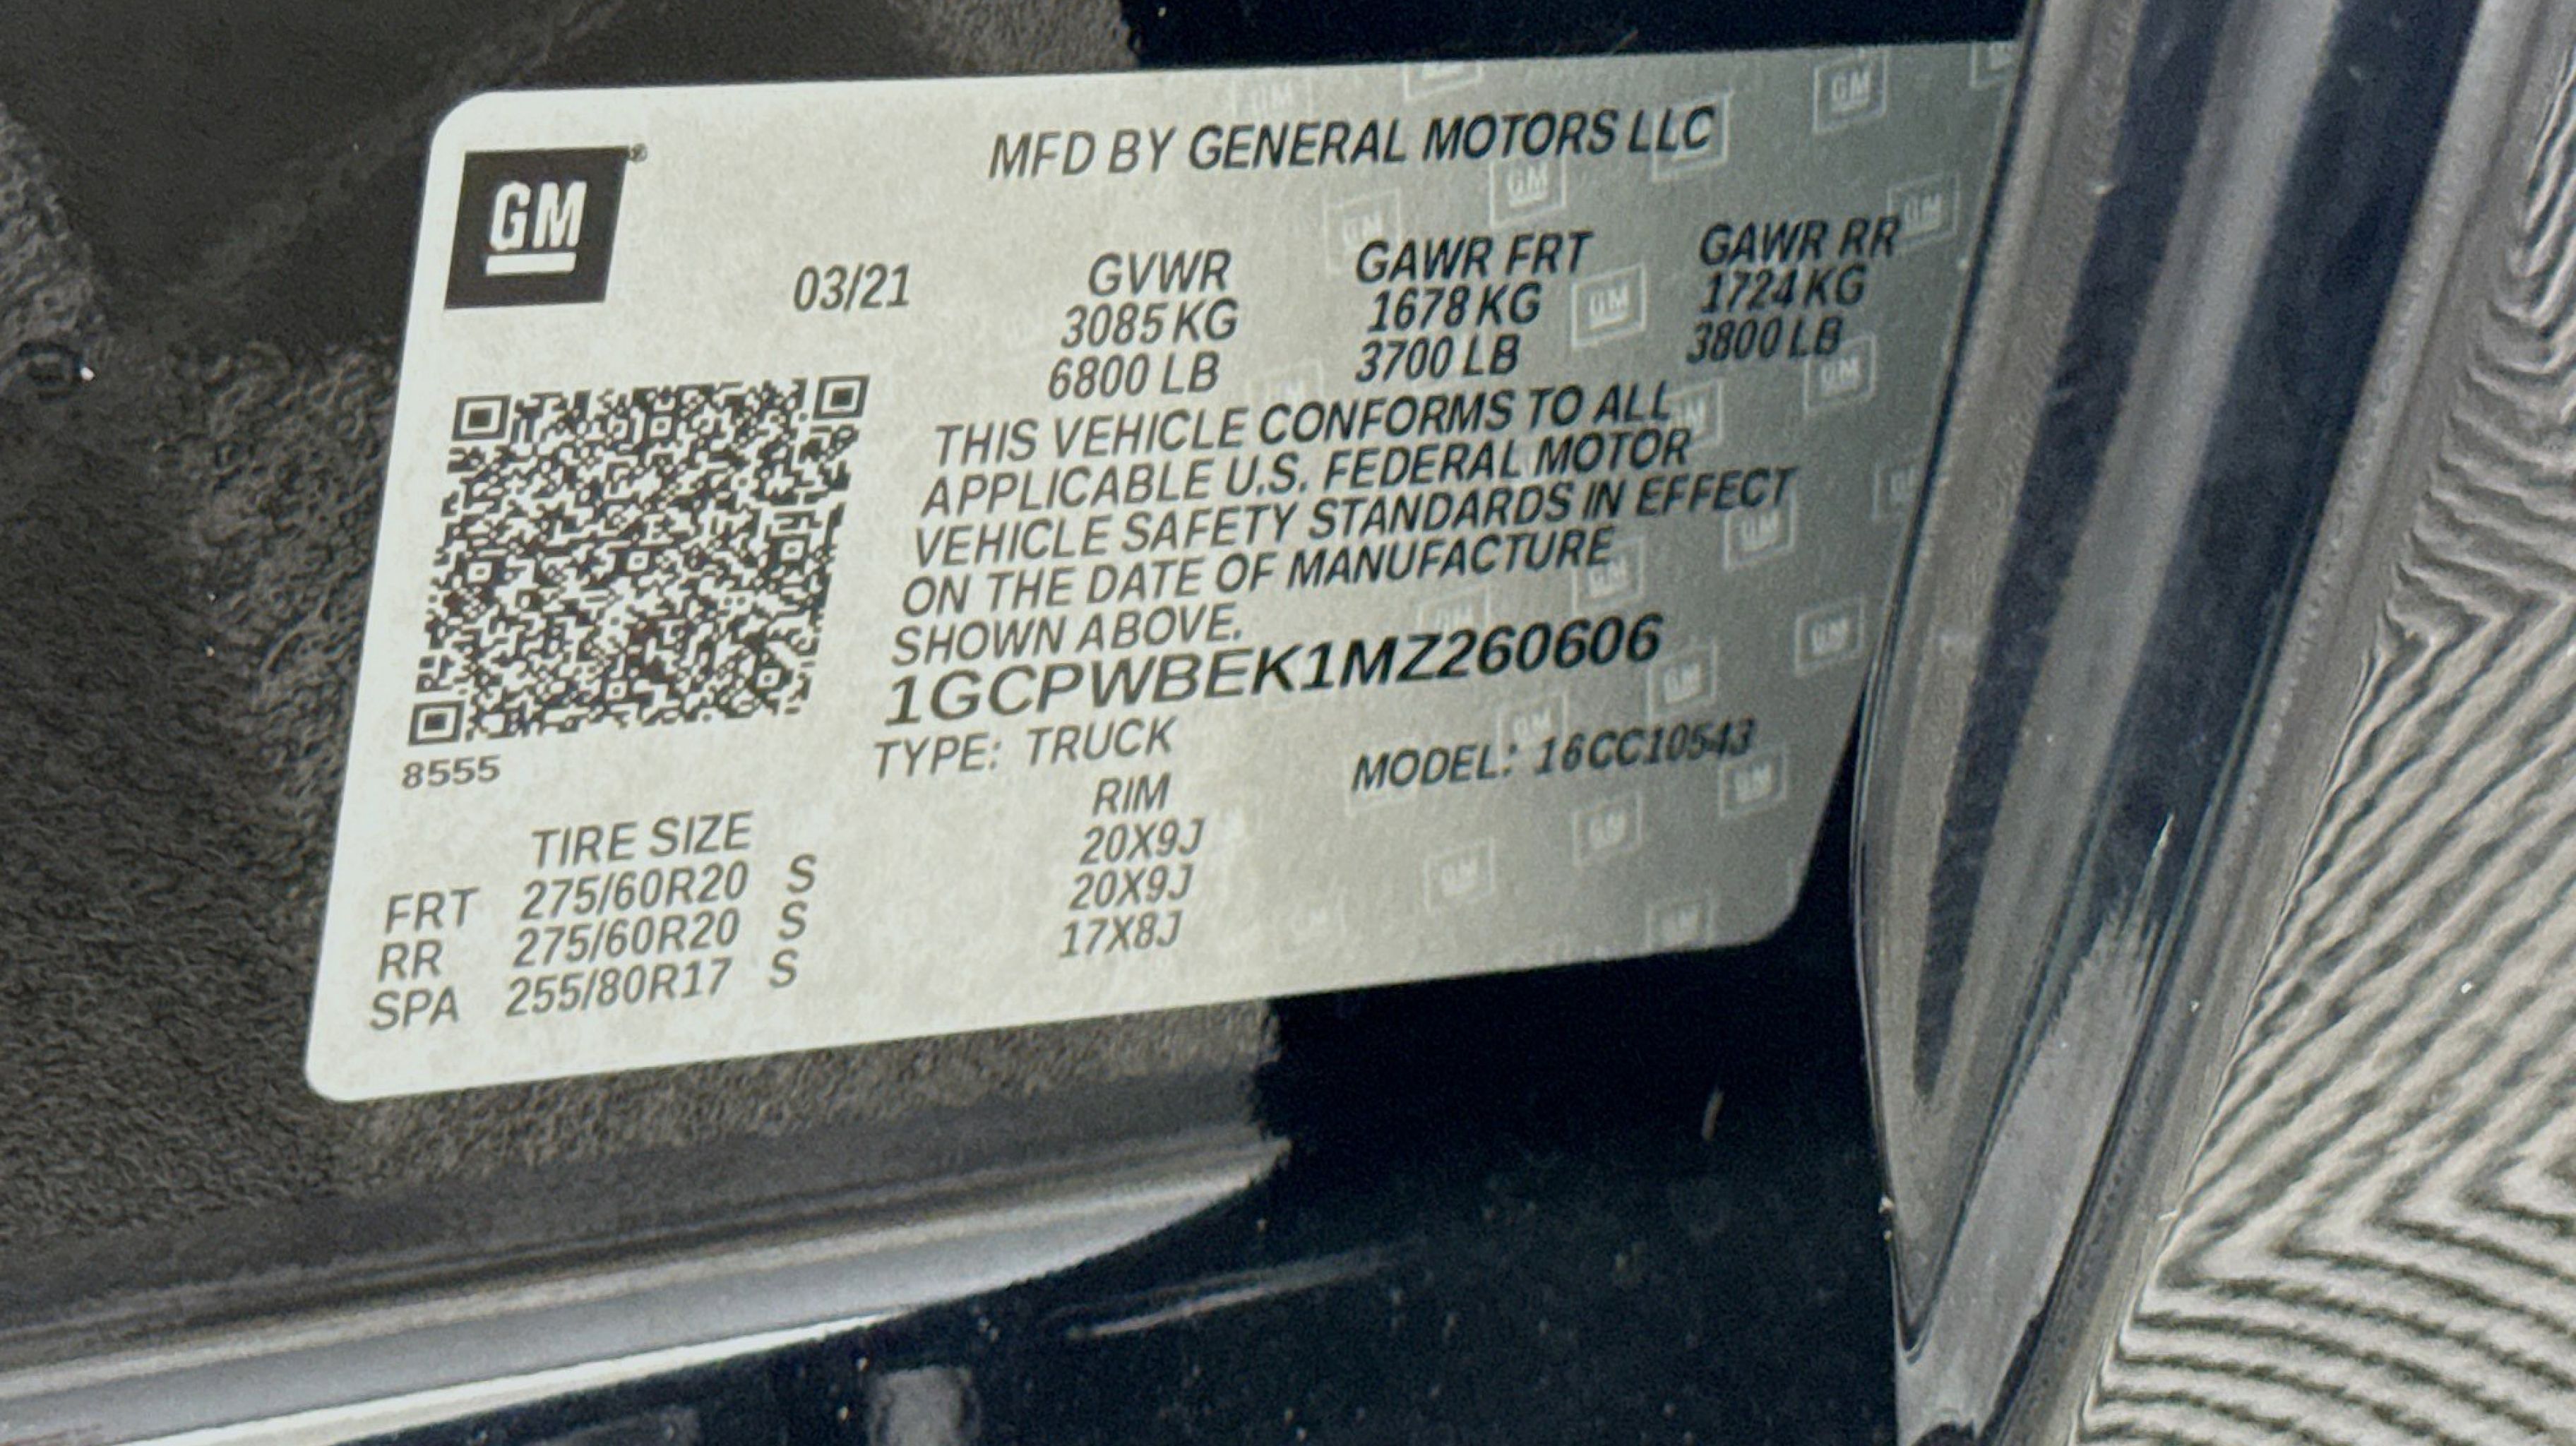 GM
MFD BY GENERAL MOTORS LLC
03/21 GVWR GAWR FRT GAWR RR
3085 KG 1678 KG 1724 KG
6800 LB 3700 LB 3800 LB
THIS VEHICLE CONFORMS TO ALL
APPLICABLE U.S. FEDERAL MOTOR
VEHICLE SAFETY STANDARDS IN EFFECT
ON THE DATE OF MANUFACTURE
SHOWN ABOVE.
1GCPWBEK1MZ260606
8555
TYPE: TRUCK MODEL: 16CC10543
TIRE SIZE RIM
FRT 275/60R20 S 20X9J
RR 275/60R20 S 20X9J
SPA 255/80R17 S 17X8J